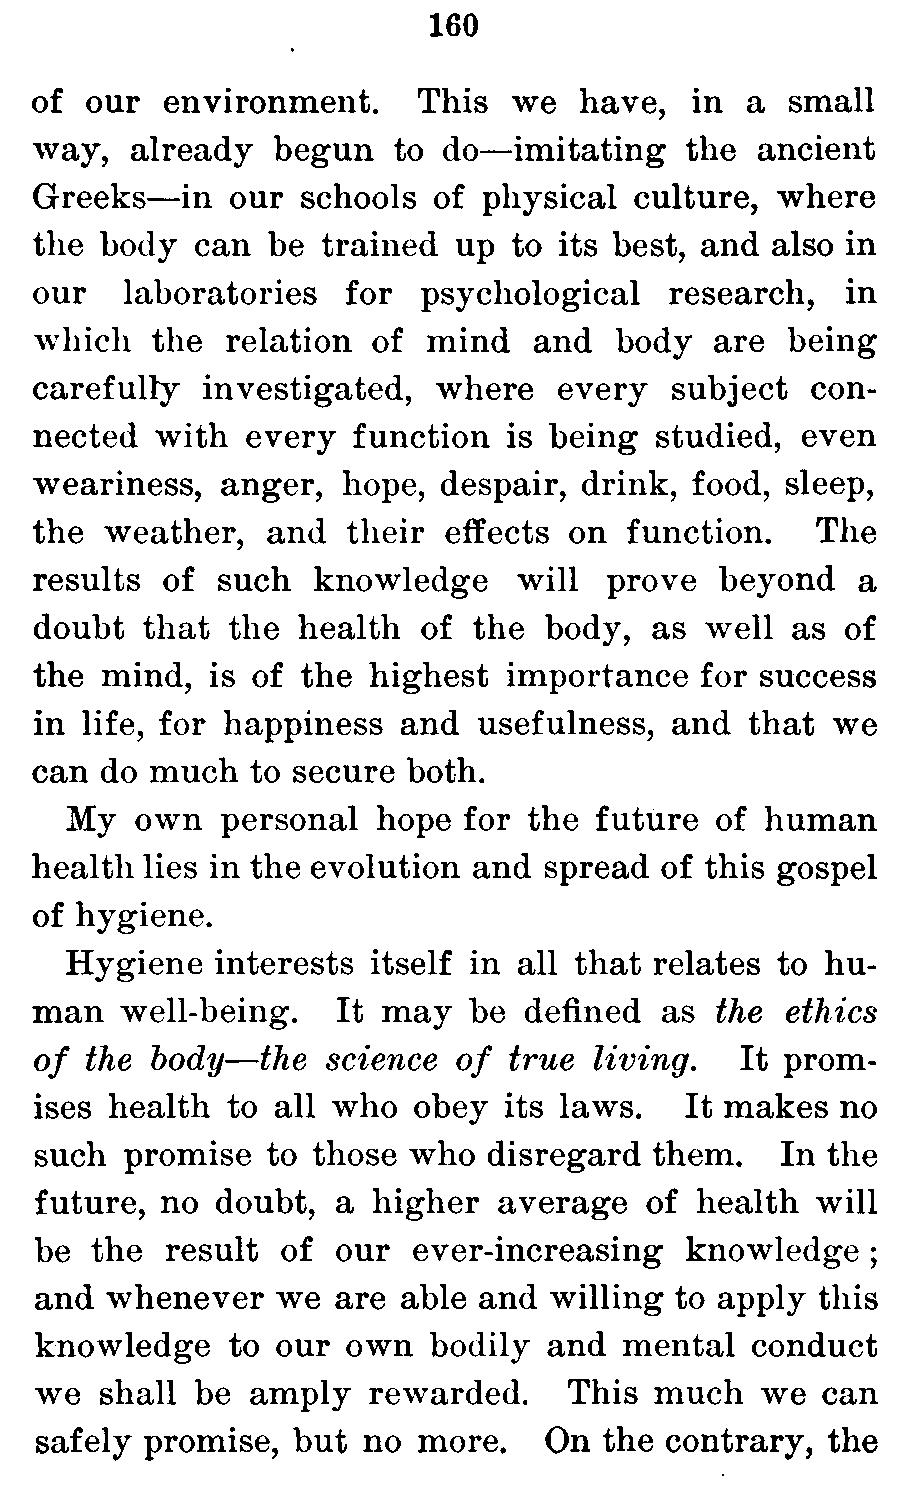 160
of our environment. This we have, in a small
way, already begun to do—imitating the ancient
Greeks—in our schools of physical culture, where
the body can be trained up to its best, and also in
our laboratories for psychological research, in
which the relation of mind and body are being
carefully investigated, where every subject con-
nected with every function is being studied, even
weariness, anger, hope, despair, drink, food, sleep,
the weather, and their effects on function. The
results of such knowledge will prove beyond a
doubt that the health of the body, as well as of
the mind, is of the highest importance for success
in life, for happiness and usefulness, and that we
can do much to secure both.
My own personal hope for the future of human
health lies in the evolution and spread of this gospel
of hygiene.
Hygiene interests itself in all that relates to hu-
man well-being. It may be defined as the ethics
of the body—the science of true living. It prom-
ises health to all who obey its laws. It makes no
such promise to those who disregard them. In the
future, no doubt, a higher average of health will
be the result of our ever-increasing knowledge;
and whenever we are able and willing to apply this
knowledge to our own bodily and mental conduct
we shall be amply rewarded. This much we can
safely promise, but no more. On the contrary, the